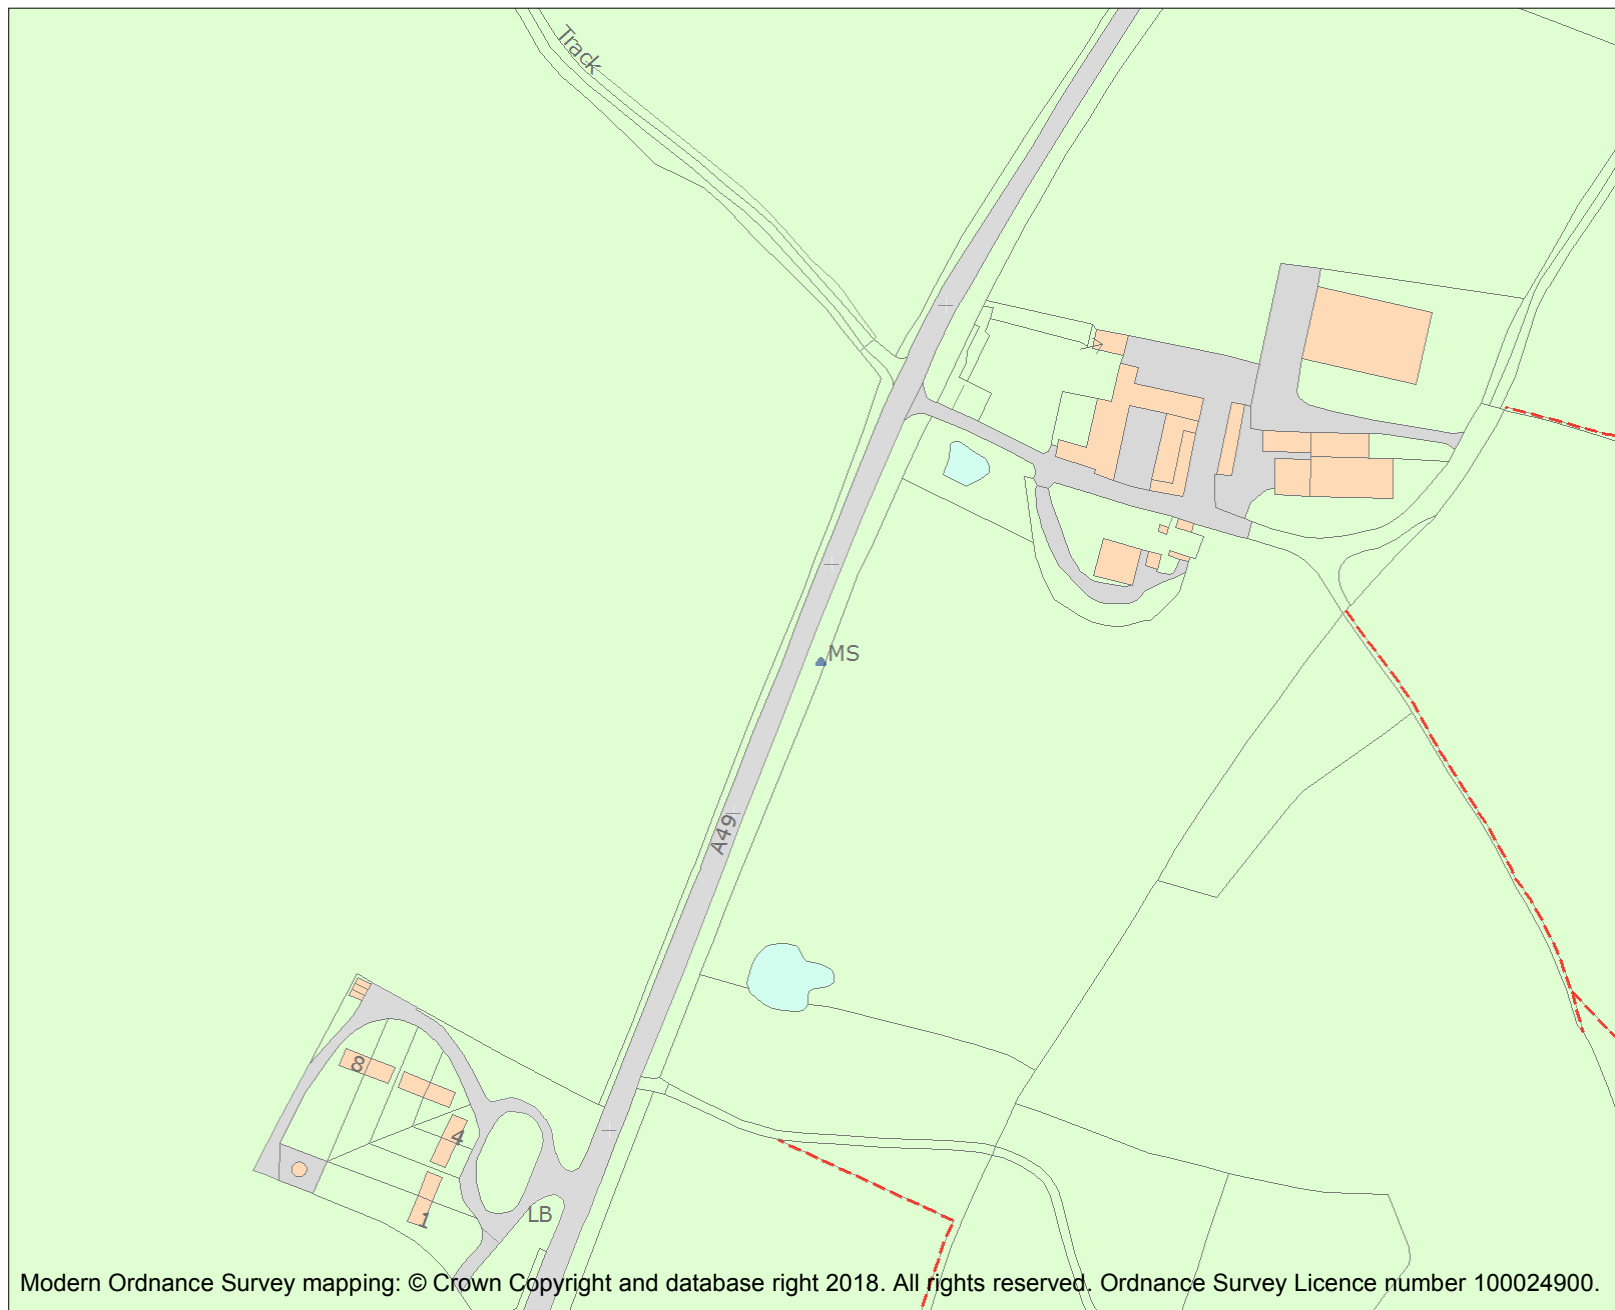 Track
MS
A49
8
4
1
LB
Modern Ordnance Survey mapping: © Crown Copyright and database right 2018. All rights reserved. Ordnance Survey Licence number 100024900.